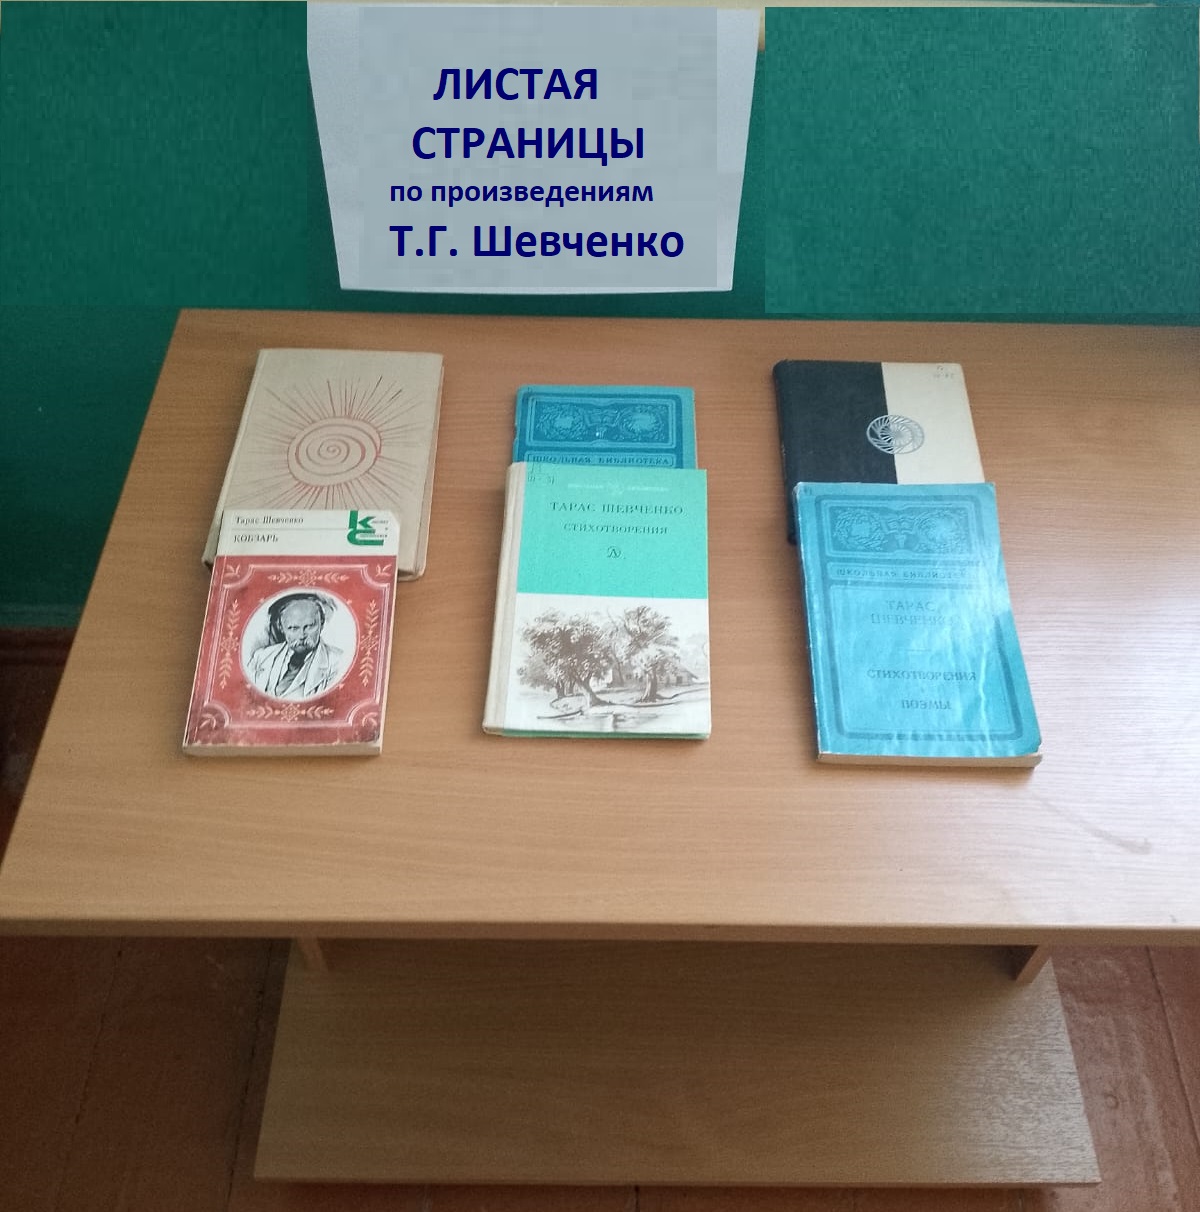 ЛИСТАЯ
СТРАНИЦЫ
по произведениям
Т.Г. Шевченко
ШКОЛЬНАЯ БИБЛИОТЕКА
Тарас Шевченко
КОБЗАРЬ
КС
ТАРАС ШЕВЧЕНКО
СТИХОТВОРЕНИЯ
ШКОЛЬНАЯ БИБЛИОТЕКА
ТАРАС
ШЕВЧЕНКО
СТИХОТВОРЕНИЯ
ПОЭМЫ